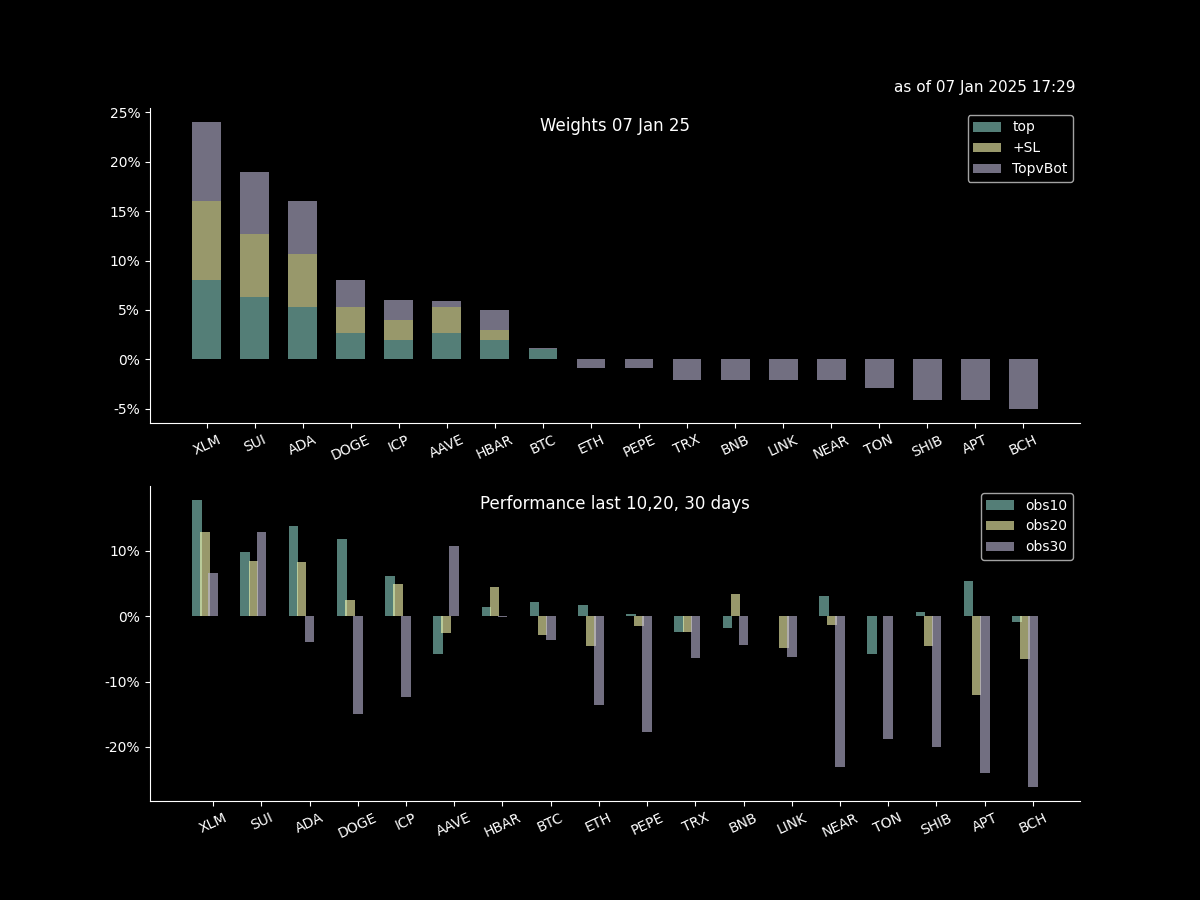 as of 07 Jan 2025 17:29
Weights 07 Jan 25
top
+SL
TopvBot
25%
20%
15%
10%
5%
0%
-5%
XLM SUI ADA DOGE ICP AAVE HBAR BTC ETH PEPE TRX BNB LINK NEAR TON SHIB APT BCH
Performance last 10,20, 30 days
obs10
obs20
obs30
10%
0%
-10%
-20%
XLM SUI ADA DOGE ICP AAVE HBAR BTC ETH PEPE TRX BNB LINK NEAR TON SHIB APT BCH